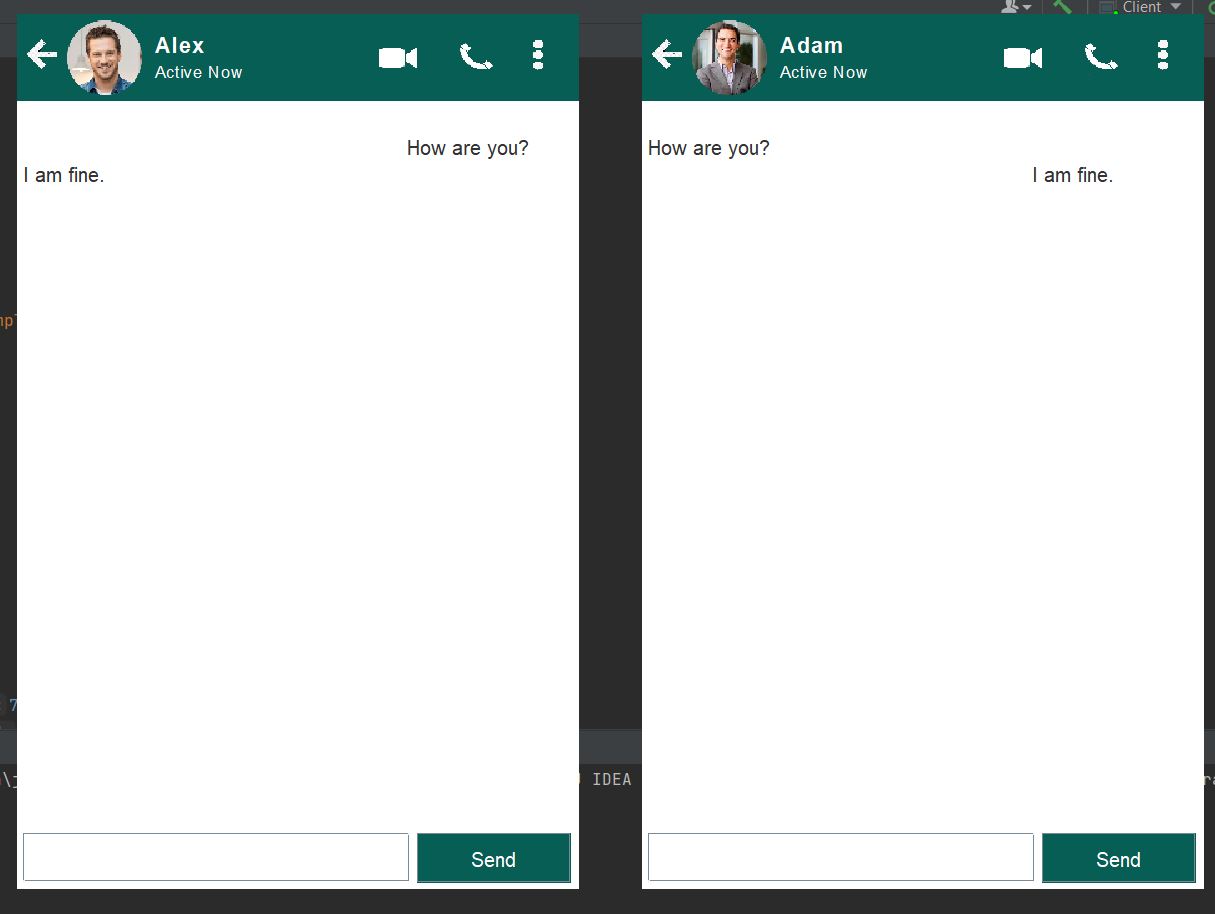 Client
Alex
Active Now
How are you?
I am fine.
Send
Adam
Active Now
How are you?
I am fine.
Send
7
IDEA